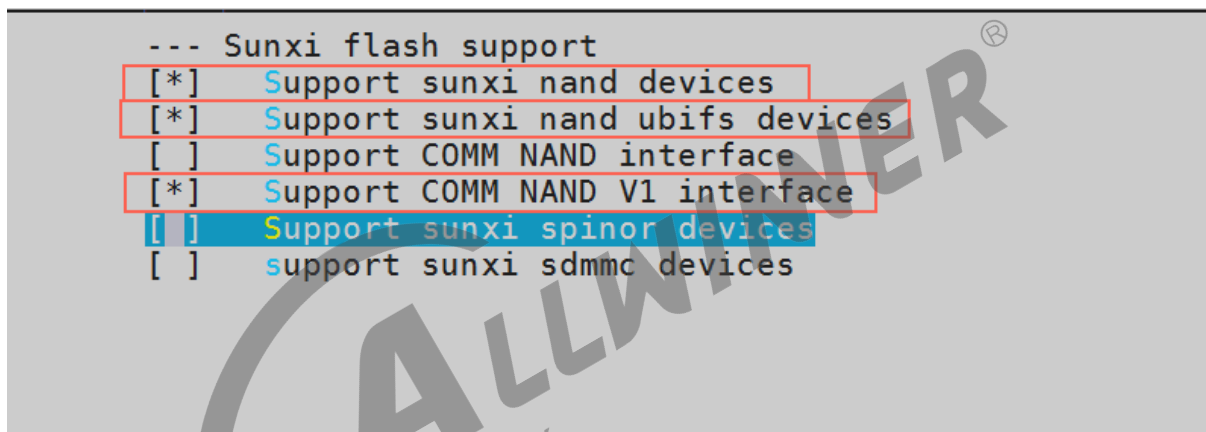 --- Sunxi flash support
[*] Support sunxi nand devices
[*] Support sunxi nand ubifs devices
[ ] Support COMM NAND interface
[*] Support COMM NAND V1 interface
[ ] Support sunxi spinor devices
[ ] support sunxi sdmmc devices
ALLWINNER®